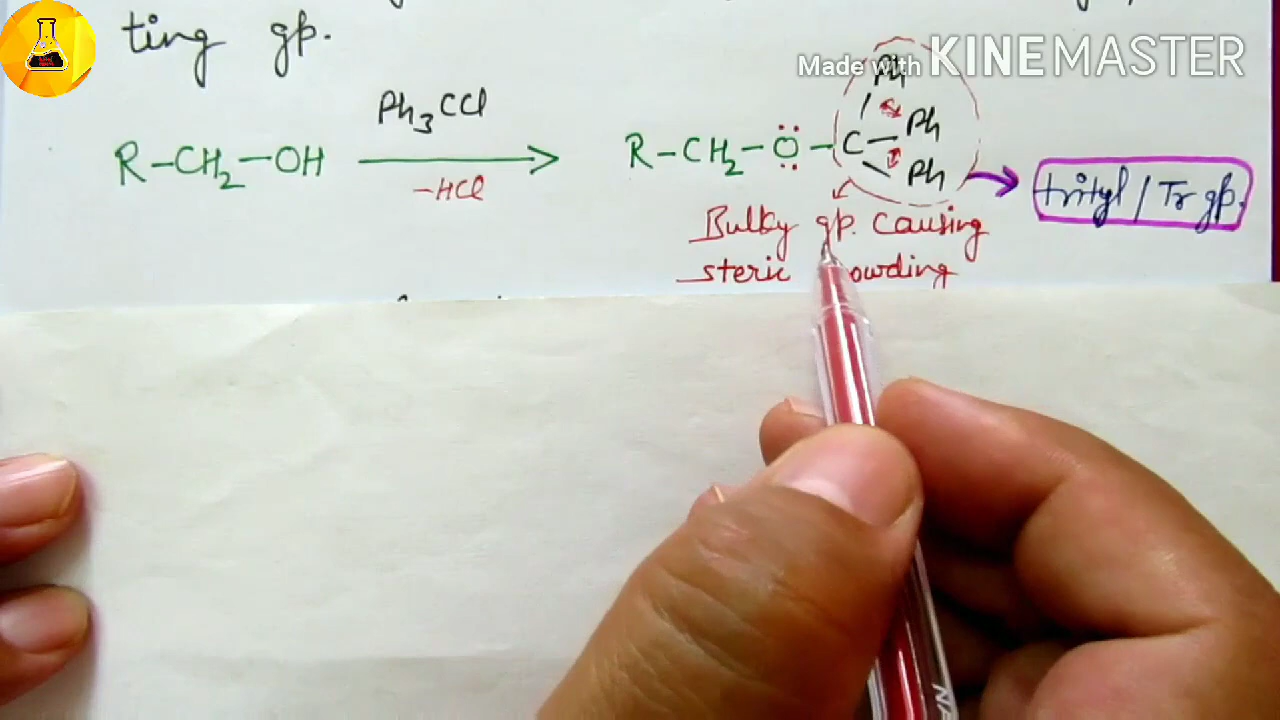 ting gp.
Made with KINEMASTER
R-CH2-OH
Ph3CCl
-HCl
R-CH2-Ö-C
Ph
Ph
Ph
trityl / Tr gp.
Bulky gp. causing
steric owding